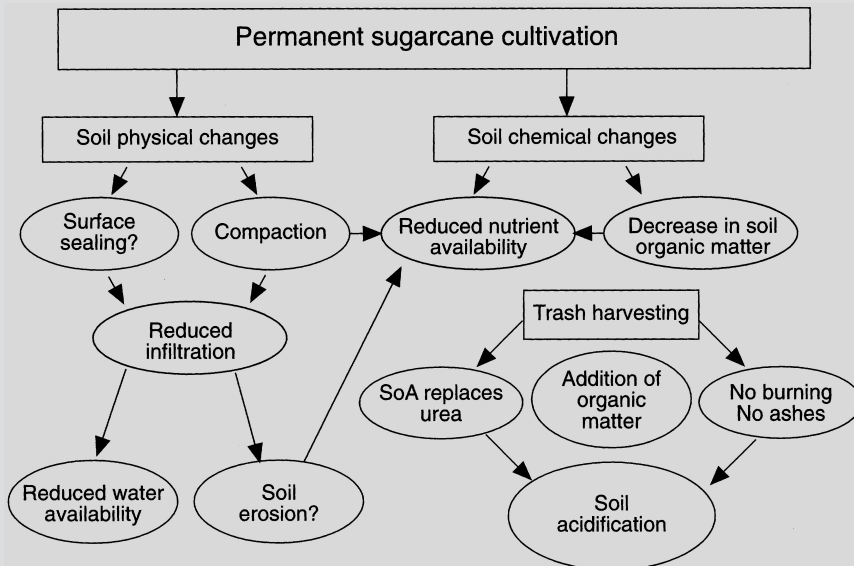 Permanent sugarcane cultivation
Soil physical changes
Soil chemical changes
Surface
sealing?
Compaction
Reduced nutrient
availability
Decrease in soil
organic matter
Reduced
infiltration
Trash harvesting
SoA replaces
urea
Addition of
organic
matter
No burning
No ashes
Reduced water
availability
Soil
erosion?
Soil
acidification